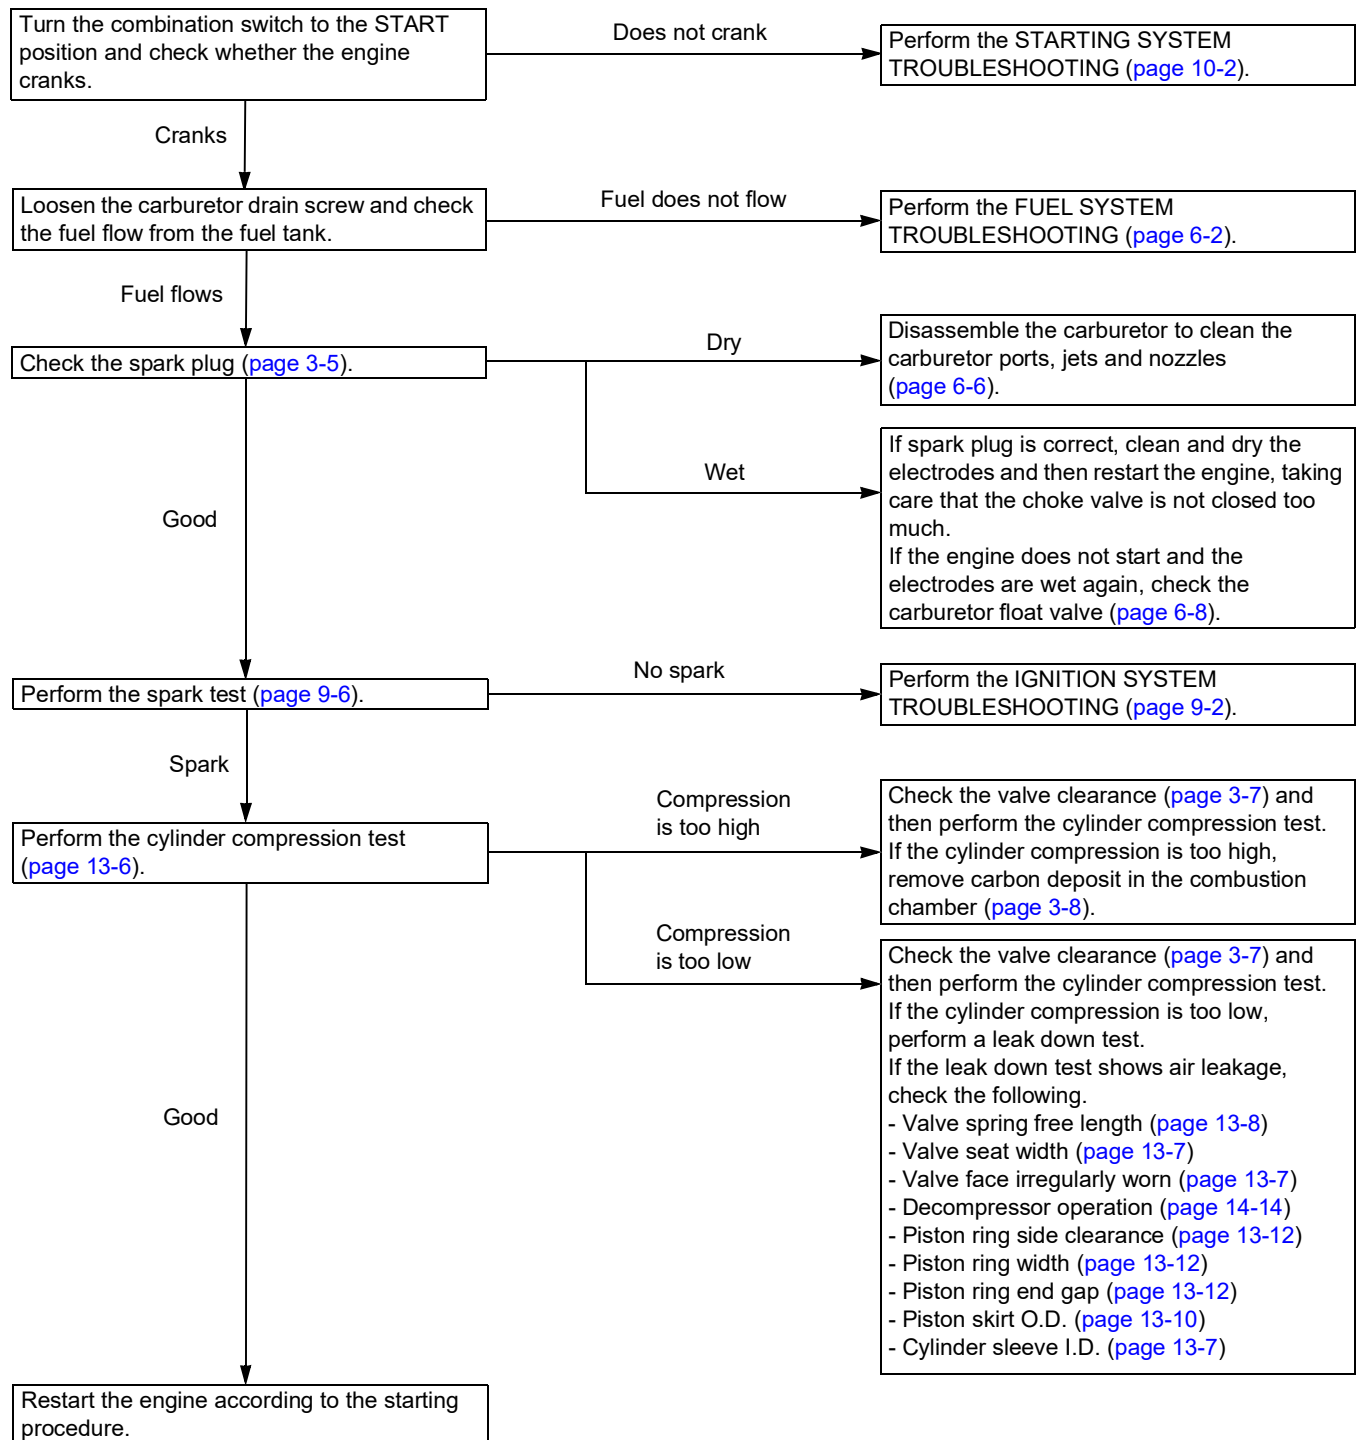 Turn the combination switch to the START
position and check whether the engine
cranks.
Does not crank
Perform the STARTING SYSTEM
TROUBLESHOOTING (page 10-2).
Cranks
Loosen the carburetor drain screw and check
the fuel flow from the fuel tank.
Fuel does not flow
Perform the FUEL SYSTEM
TROUBLESHOOTING (page 6-2).
Fuel flows
Check the spark plug (page 3-5).
Dry
Disassemble the carburetor to clean the
carburetor ports, jets and nozzles
(page 6-6).
Wet
If spark plug is correct, clean and dry the
electrodes and then restart the engine, taking
care that the choke valve is not closed too
much.
If the engine does not start and the
electrodes are wet again, check the
carburetor float valve (page 6-8).
Good
Perform the spark test (page 9-6).
No spark
Perform the IGNITION SYSTEM
TROUBLESHOOTING (page 9-2).
Spark
Perform the cylinder compression test
(page 13-6).
Compression
is too high
Check the valve clearance (page 3-7) and
then perform the cylinder compression test.
If the cylinder compression is too high,
remove carbon deposit in the combustion
chamber (page 3-8).
Compression
is too low
Check the valve clearance (page 3-7) and
then perform the cylinder compression test.
If the cylinder compression is too low,
perform a leak down test.
If the leak down test shows air leakage,
check the following.
- Valve spring free length (page 13-8)
- Valve seat width (page 13-7)
- Valve face irregularly worn (page 13-7)
- Decompressor operation (page 14-14)
- Piston ring side clearance (page 13-12)
- Piston ring width (page 13-12)
- Piston ring end gap (page 13-12)
- Piston skirt O.D. (page 13-10)
- Cylinder sleeve I.D. (page 13-7)
Good
Restart the engine according to the starting
procedure.